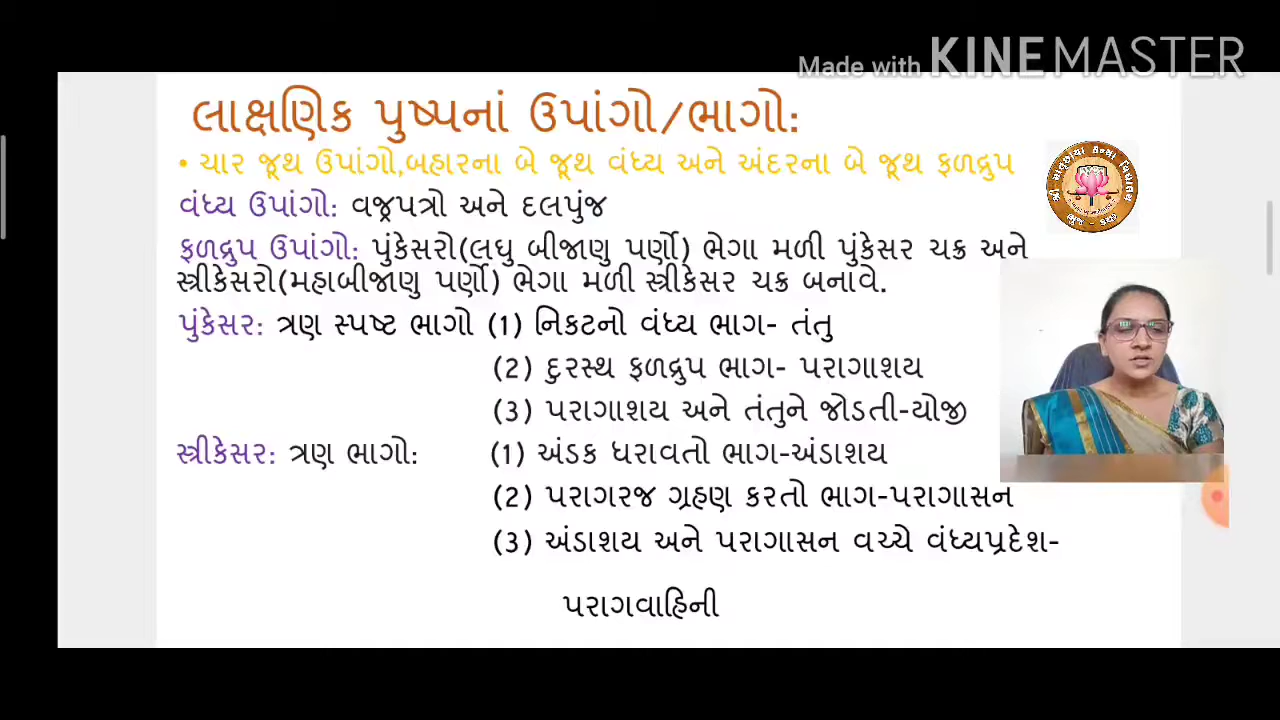 Made with KINEMASTER
લાક્ષણિક પુષ્પનાં ઉપાંગો/ભાગો:
• ચાર જૂથ ઉપાંગો,બહારના બે જૂથ વંધ્ય અને અંદરના બે જૂથ ફળદ્રુપ
વંધ્ય ઉપાંગો: વજ્રપત્રો અને દલપુંજ
ફળદ્રુપ ઉપાંગો: પુંકેસરો(લઘુ બીજાણુ પર્ણો) ભેગા મળી પુંકેસર ચક્ર અને
સ્ત્રીકેસરો(મહાબીજાણુ પર્ણો) ભેગા મળી સ્ત્રીકેસર ચક્ર બનાવે.
પુંકેસર: ત્રણ સ્પષ્ટ ભાગો (1) નિકટનો વંધ્ય ભાગ- તંતુ
(2) દુરસ્થ ફળદ્રુપ ભાગ- પરાગાશય
(3) પરાગાશય અને તંતુને જોડતી-યોજી
સ્ત્રીકેસર: ત્રણ ભાગો: (1) અંડક ધરાવતો ભાગ-અંડાશય
(2) પરાગરજ ગ્રહણ કરતો ભાગ-પરાગાસન
(3) અંડાશય અને પરાગાસન વચ્ચે વંધ્યપ્રદેશ-
પરાગવાહિની